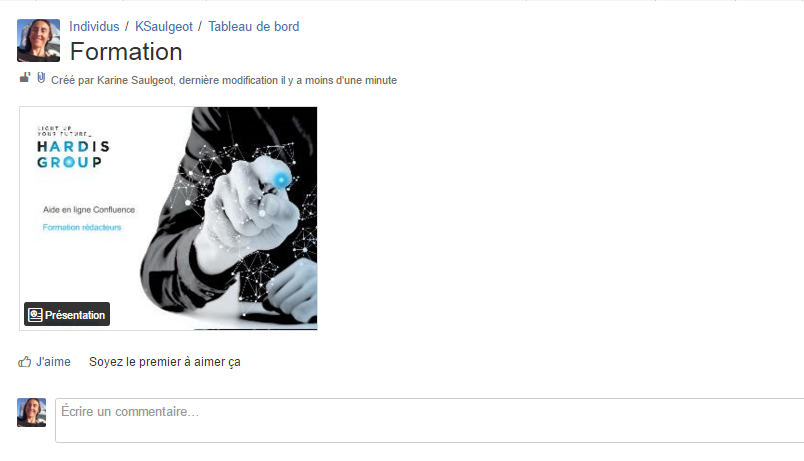 Individus / KSaulgeot / Tableau de bord
Formation
Créé par Karine Saulgeot, dernière modification il y a moins d'une minute
LIGHT UP
YOUR FUTURE_
HARDIS
GROUP
Aide en ligne Confluence
Formation rédacteurs
Présentation
J'aime Soyez le premier à aimer ça
Écrire un commentaire...